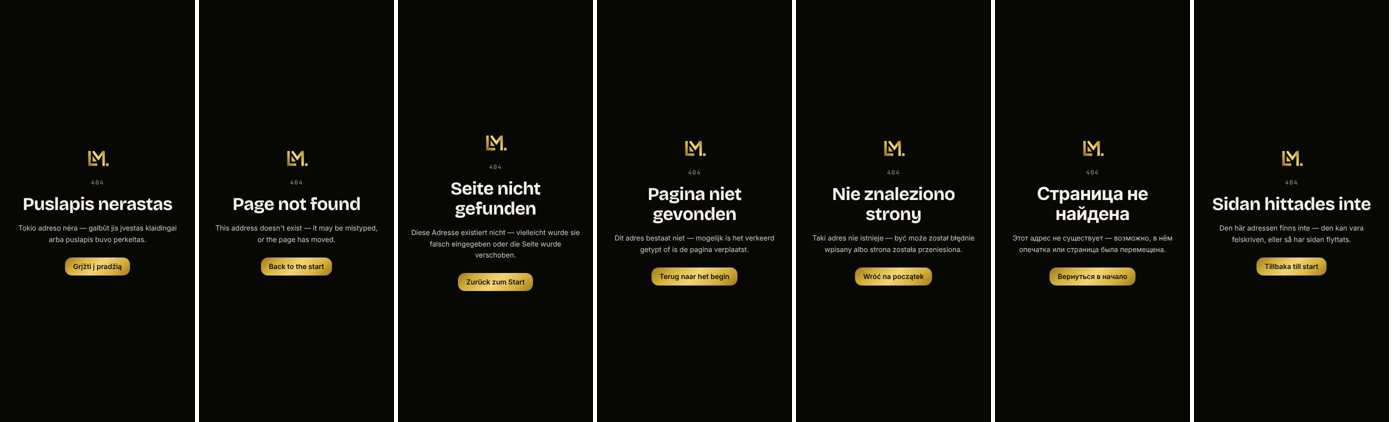 LM.
404
Puslapis nerastas
Tokio adreso nėra — galbūt jis įvestas klaidingai
arba puslapis buvo perkeltas.
Grįžti į pradžią
LM.
404
Page not found
This address doesn't exist — it may be mistyped,
or the page has moved.
Back to the start
LM.
404
Seite nicht
gefunden
Diese Adresse existiert nicht — vielleicht wurde sie
falsch eingegeben oder die Seite wurde
verschoben.
Zurück zum Start
LM.
404
Pagina niet
gevonden
Dit adres bestaat niet — mogelijk is het verkeerd
getypt of is de pagina verplaatst.
Terug naar het begin
LM.
404
Nie znaleziono
strony
Taki adres nie istnieje — być może został błędnie
wpisany albo strona została przeniesiona.
Wróć na początek
LM.
404
Страница не
найдена
Этот адрес не существует — возможно, в нём
опечатка или страница была перемещена.
Вернуться в начало
LM.
404
Sidan hittades inte
Den här adressen finns inte — den kan vara
felskriven, eller så har sidan flyttats.
Tillbaka till start